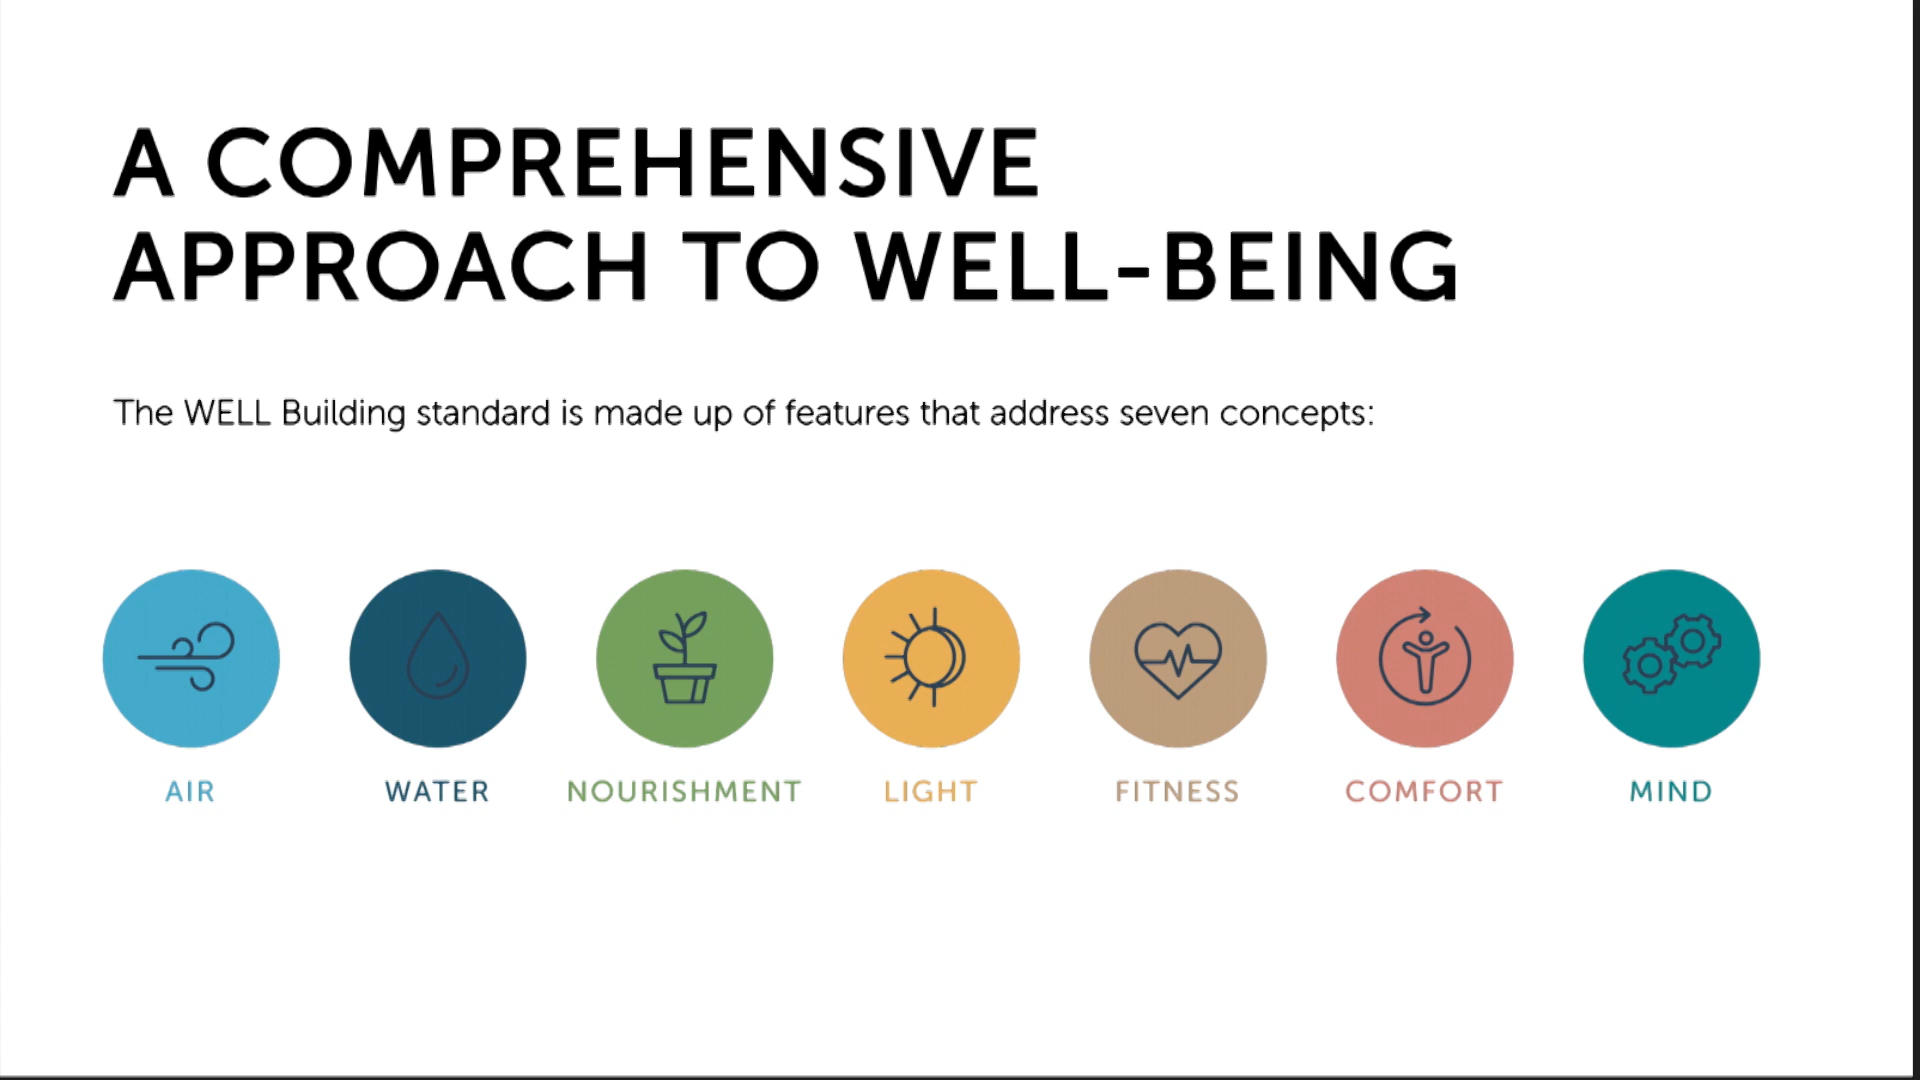 A COMPREHENSIVE
APPROACH TO WELL-BEING
The WELL Building standard is made up of features that address seven concepts:
AIR
WATER
NOURISHMENT
LIGHT
FITNESS
COMFORT
MIND